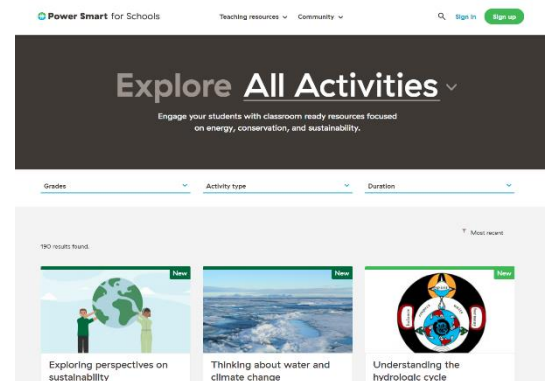 Power Smart for Schools
Teaching resources
Community
Sign in
Sign up
Explore All Activities
Engage your students with classroom ready resources focused
on energy, conservation, and sustainability.
Grades
Activity type
Duration
Most recent
190 results found.
New
New
New
Exploring perspectives on
sustainability
Thinking about water and
climate change
Understanding the
hydrologic cycle